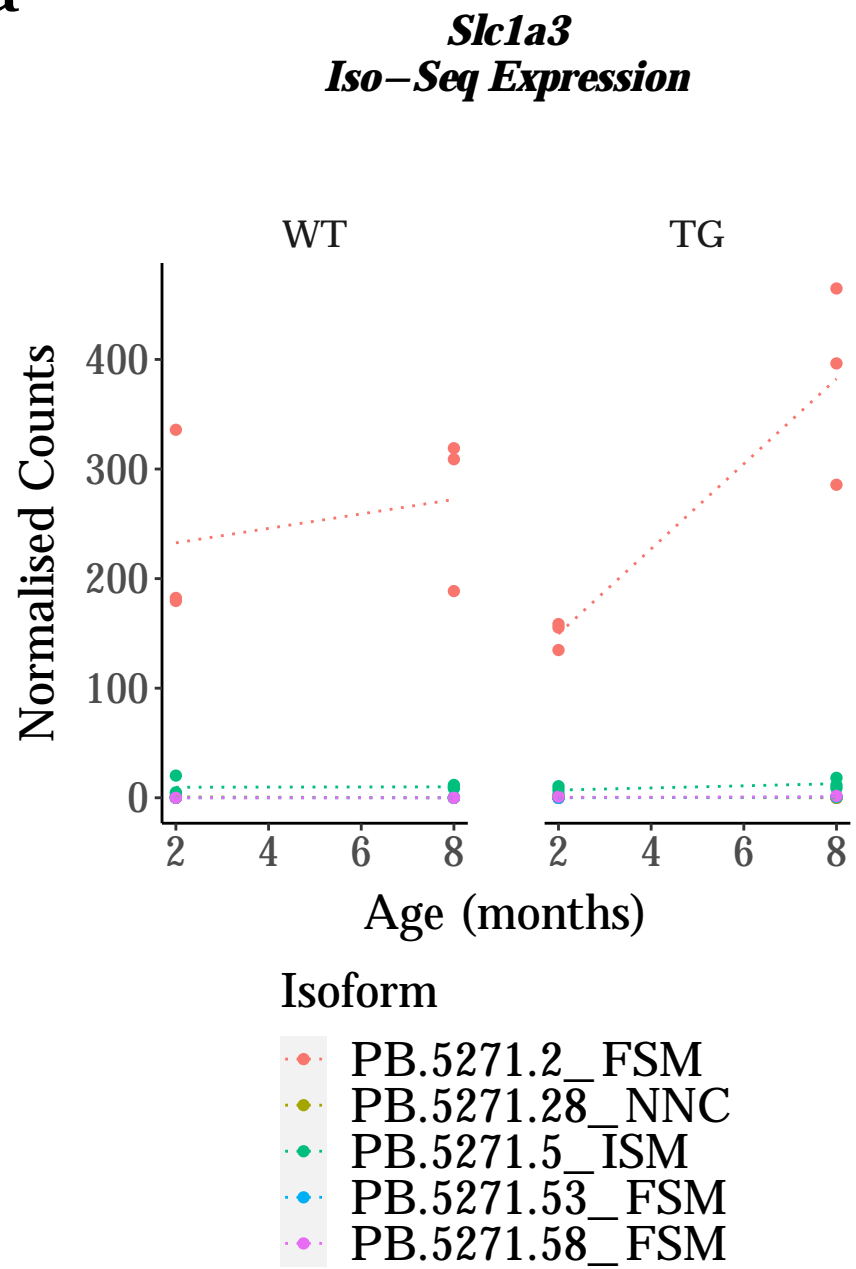 Slc1a3
Iso–Seq Expression
WT TG
Normalised Counts
400
300
200
100
0
2 4 6 8 2 4 6 8
Age (months)
Isoform
PB.5271.2_FSM
PB.5271.28_NNC
PB.5271.5_ISM
PB.5271.53_FSM
PB.5271.58_FSM